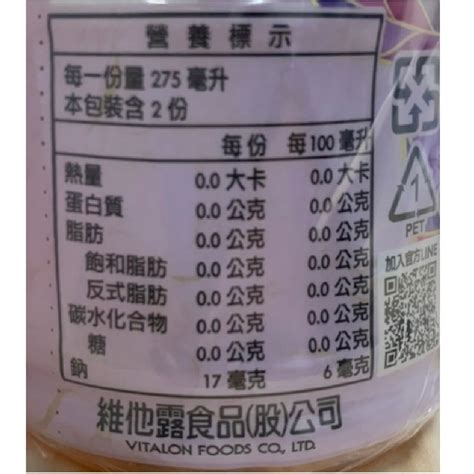 營養標示
每一份量 275 毫升
本包裝含 2 份
每份 每100 毫升
熱量 0.0 大卡 0.0 大卡
蛋白質 0.0 公克 0.0 公克
脂肪 0.0 公克 0.0 公克
飽和脂肪 0.0 公克 0.0 公克
反式脂肪 0.0 公克 0.0 公克
碳水化合物 0.0 公克 0.0 公克
糖 0.0 公克 0.0 公克
鈉 17 毫克 6 毫克
維他露食品(股)公司
VITALON FOODS CO., LTD.
1
PET
加入官方LINE